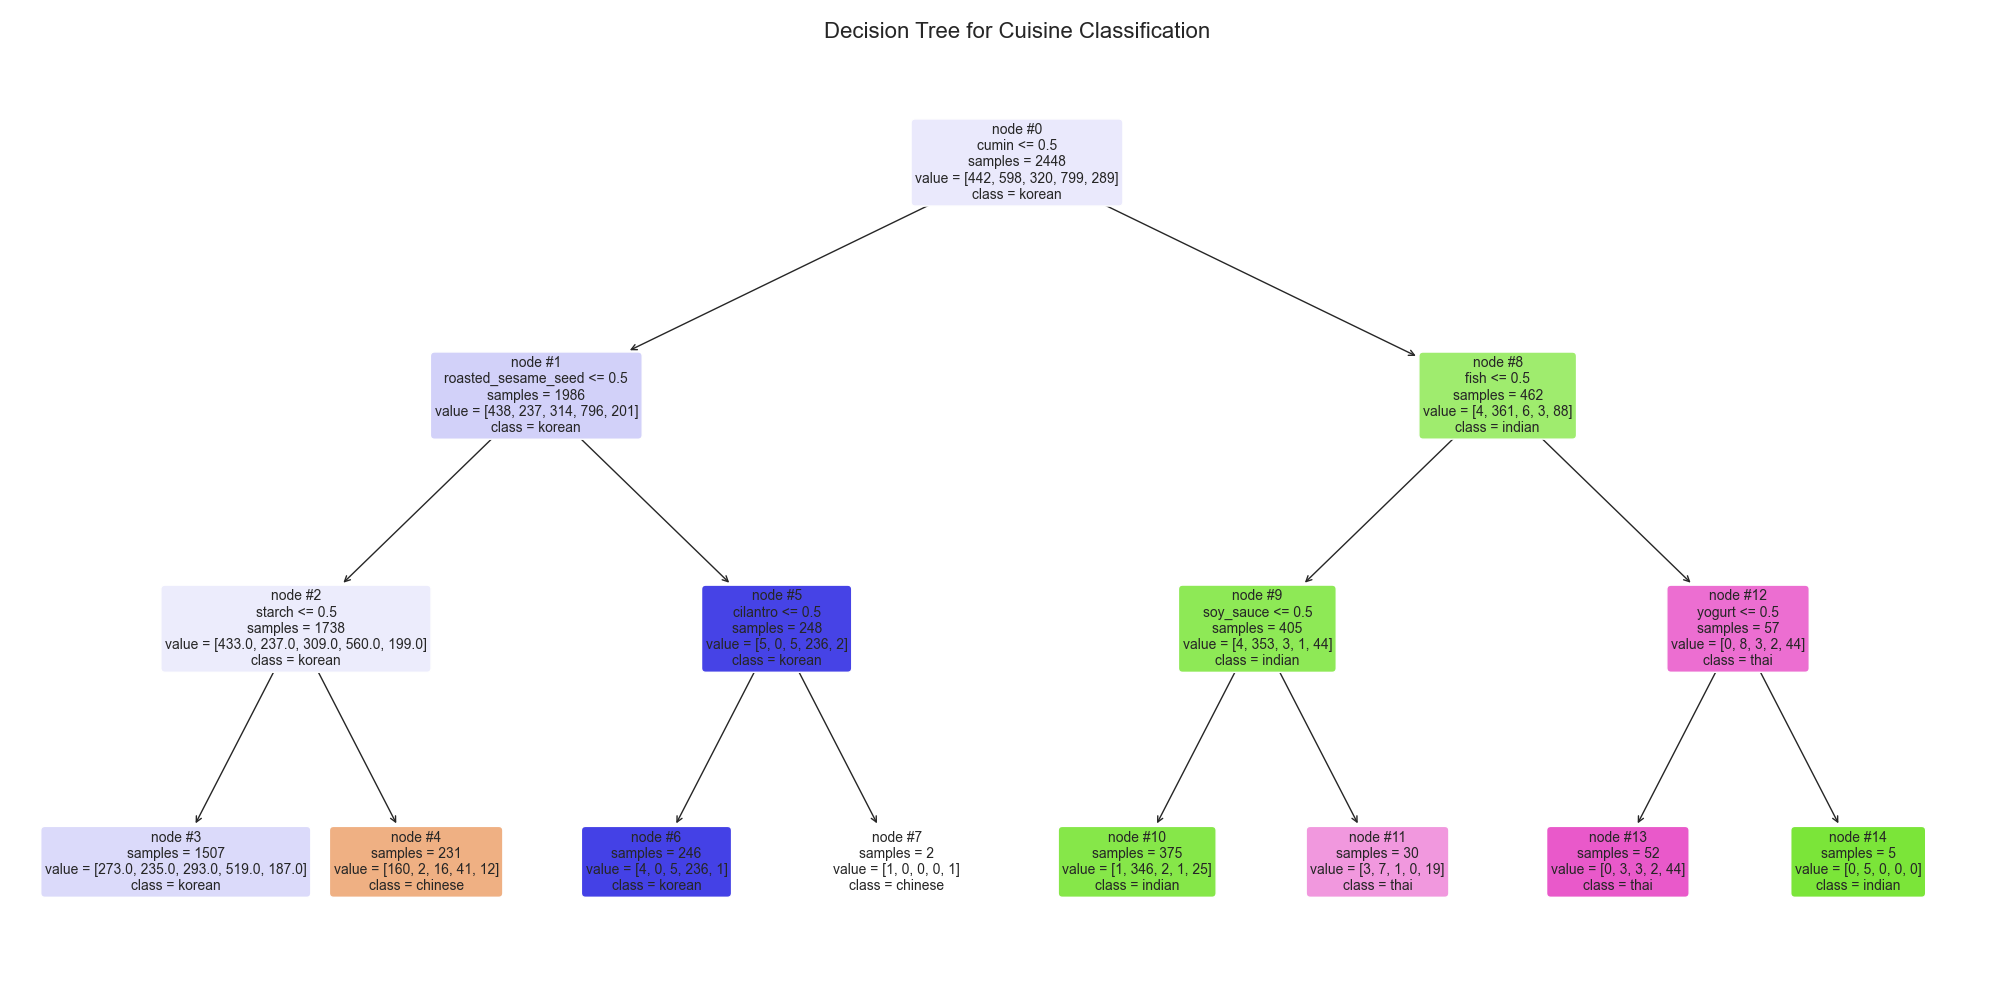 Decision Tree for Cuisine Classification
node #0
cumin <= 0.5
samples = 2448
value = [442, 598, 320, 799, 289]
class = korean
node #1
roasted_sesame_seed <= 0.5
samples = 1986
value = [438, 237, 314, 796, 201]
class = korean
node #8
fish <= 0.5
samples = 462
value = [4, 361, 6, 3, 88]
class = indian
node #2
starch <= 0.5
samples = 1738
value = [433.0, 237.0, 309.0, 560.0, 199.0]
class = korean
node #5
cilantro <= 0.5
samples = 248
value = [5, 0, 5, 236, 2]
class = korean
node #9
soy_sauce <= 0.5
samples = 405
value = [4, 353, 3, 1, 44]
class = indian
node #12
yogurt <= 0.5
samples = 57
value = [0, 8, 3, 2, 44]
class = thai
node #3
samples = 1507
value = [273.0, 235.0, 293.0, 519.0, 187.0]
class = korean
node #4
samples = 231
value = [160, 2, 16, 41, 12]
class = chinese
node #6
samples = 246
value = [4, 0, 5, 236, 1]
class = korean
node #7
samples = 2
value = [1, 0, 0, 0, 1]
class = chinese
node #10
samples = 375
value = [1, 346, 2, 1, 25]
class = indian
node #11
samples = 30
value = [3, 7, 1, 0, 19]
class = thai
node #13
samples = 52
value = [0, 3, 3, 2, 44]
class = thai
node #14
samples = 5
value = [0, 5, 0, 0, 0]
class = indian